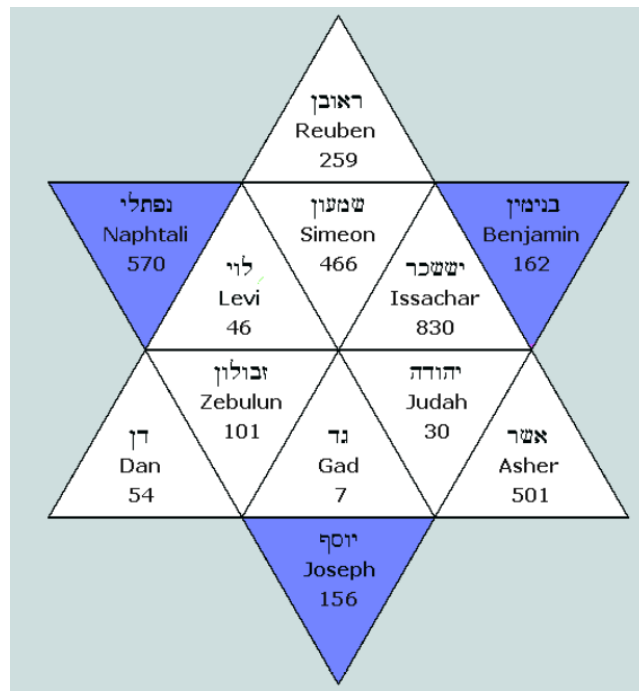 ראובן
Reuben
259
נפתלי
Naphtali
570
שמעון
Simeon
466
בנימין
Benjamin
162
לוי
Levi
46
יששכר
Issachar
830
זבולון
Zebulun
101
יהודה
Judah
30
דן
Dan
54
גד
Gad
7
אשר
Asher
501
יוסף
Joseph
156